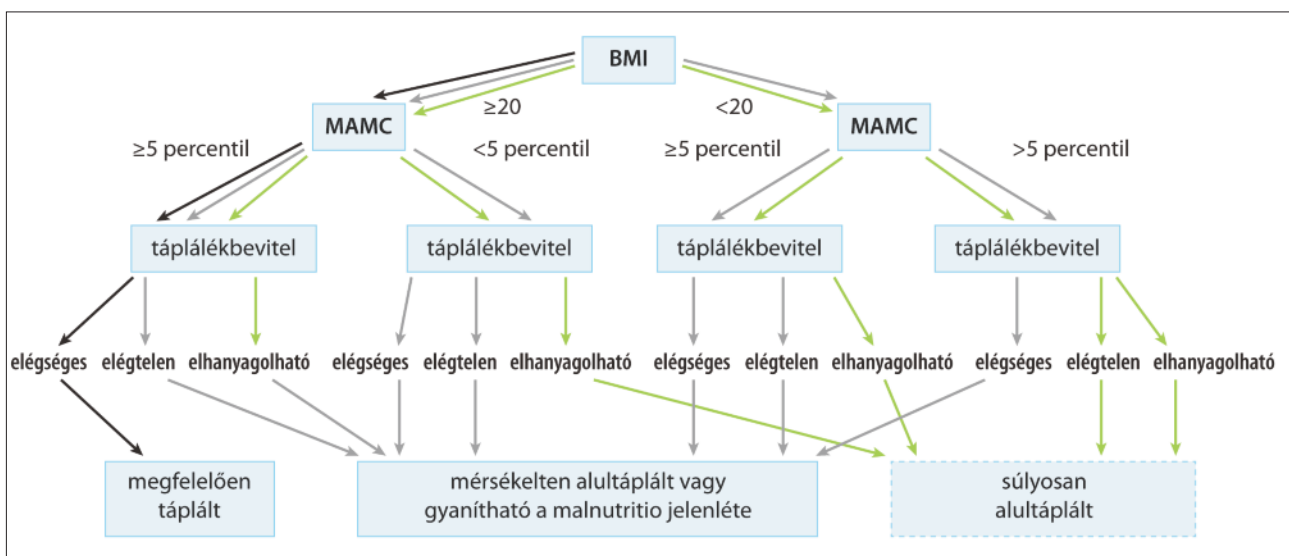 BMI
≥20
<20
MAMC
MAMC
≥5 percentil
<5 percentil
≥5 percentil
>5 percentil
táplálékbevitel
táplálékbevitel
táplálékbevitel
táplálékbevitel
elégséges
elégtelen
elhanyagolható
elégséges
elégtelen
elhanyagolható
elégséges
elégtelen
elhanyagolható
elégséges
elégtelen
elhanyagolható
megfelelően
táplált
mérsékelten alultáplált vagy
gyanítható a malnutritio jelenléte
súlyosan
alultáplált